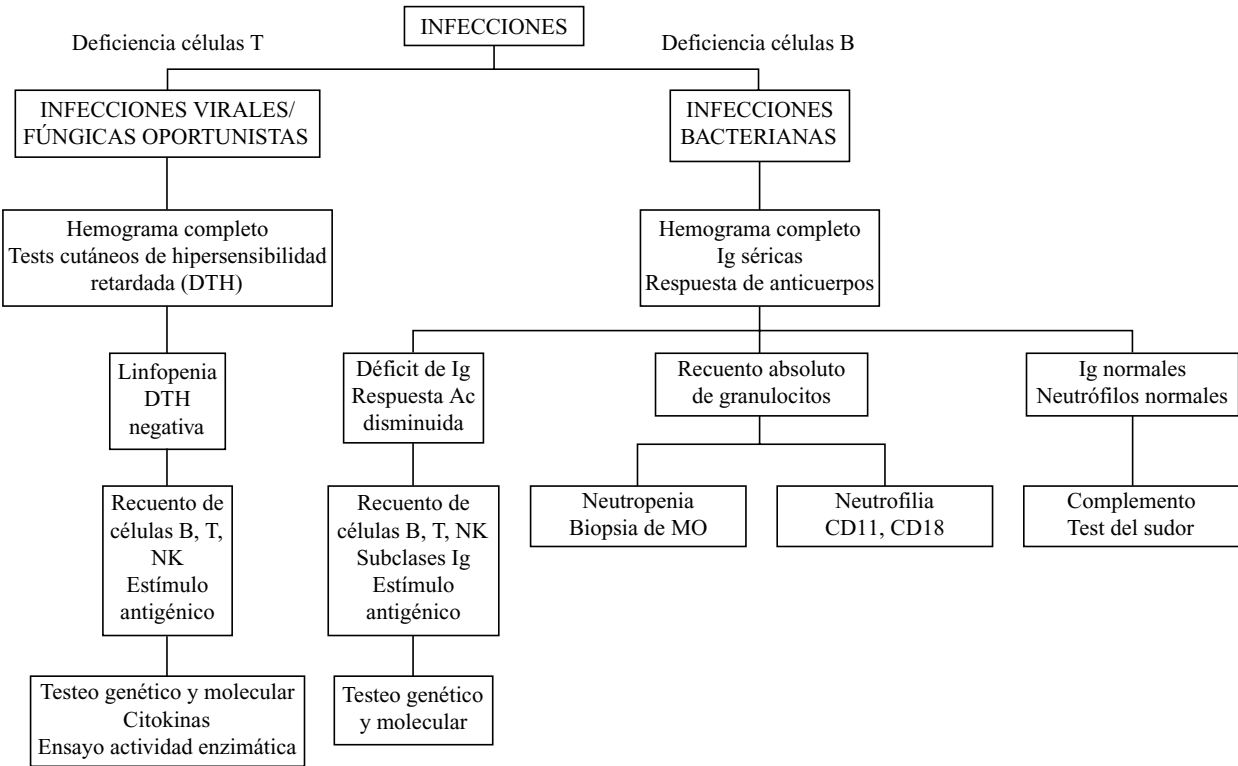 INFECCIONES
Deficiencia células T
Deficiencia células B
INFECCIONES VIRALES/
FÚNGICAS OPORTUNISTAS
INFECCIONES
BACTERIANAS
Hemograma completo
Tests cutáneos de hipersensibilidad
retardada (DTH)
Hemograma completo
Ig séricas
Respuesta de anticuerpos
Linfopenia
DTH
negativa
Déficit de Ig
Respuesta Ac
disminuida
Recuento absoluto
de granulocitos
Ig normales
Neutrófilos normales
Recuento de
células B, T,
NK
Estímulo
antigénico
Recuento de
células B, T, NK
Subclases Ig
Estímulo
antigénico
Neutropenia
Biopsia de MO
Neutrofilia
CD11, CD18
Complemento
Test del sudor
Testeo genético y molecular
Citokinas
Ensayo actividad enzimática
Testeo genético
y molecular